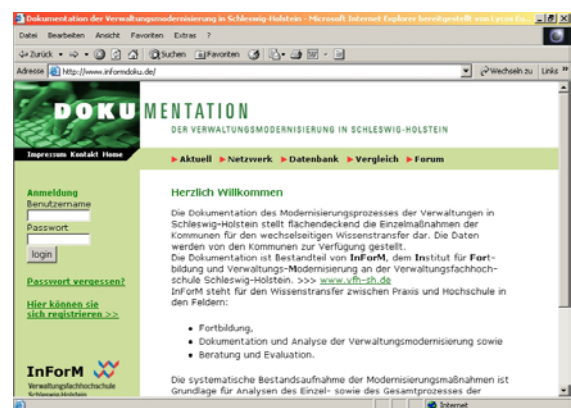 Dokumentation der Verwaltungsmodernisierung in Schleswig-Holstein - Microsoft Internet Explorer bereitgestellt von Lycos Eu...
Datei Bearbeiten Ansicht Favoriten Extras ?
Zurück Suchen Favoriten
Adresse http://www.informdoku.de/ Wechseln zu Links »
DOKUMENTATION
DER VERWALTUNGSMODERNISIERUNG IN SCHLESWIG-HOLSTEIN
Impressum Kontakt Home
Aktuell Netzwerk Datenbank Vergleich Forum
Anmeldung
Benutzername
Passwort
login
Passwort vergessen?
Hier können sie
sich registrieren >>
InForM
Verwaltungsfachhochschule
Schleswig-Holstein
Herzlich Willkommen
Die Dokumentation des Modernisierungsprozesses der Verwaltungen in
Schleswig-Holstein stellt flächendeckend die Einzelmaßnahmen der
Kommunen für den wechselseitigen Wissenstransfer dar. Die Daten
werden von den Kommunen zur Verfügung gestellt.
Die Dokumentation ist Bestandteil von InForM, dem Institut für Fort-
bildung und Verwaltungs-Modernisierung an der Verwaltungsfachhoch-
schule Schleswig-Holstein. >>> www.vfh-sh.de
InForM steht für den Wissenstransfer zwischen Praxis und Hochschule in
den Feldern:
• Fortbildung,
• Dokumentation und Analyse der Verwaltungsmodernisierung sowie
• Beratung und Evaluation.
Die systematische Bestandsaufnahme der Modernisierungsmaßnahmen ist
Grundlage für Analysen des Einzel- sowie des Gesamtprozesses der
Internet